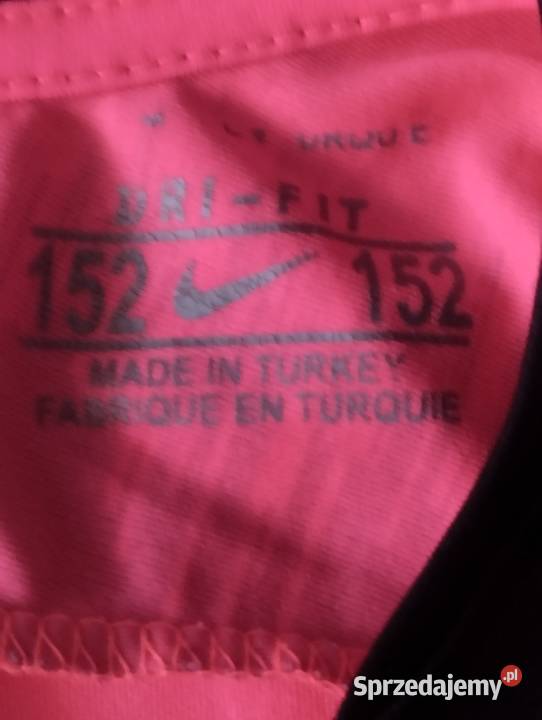 DRI-FIT
152 152
MADE IN TURKEY
FABRIQUE EN TURQUIE
Sprzedajemy.pl